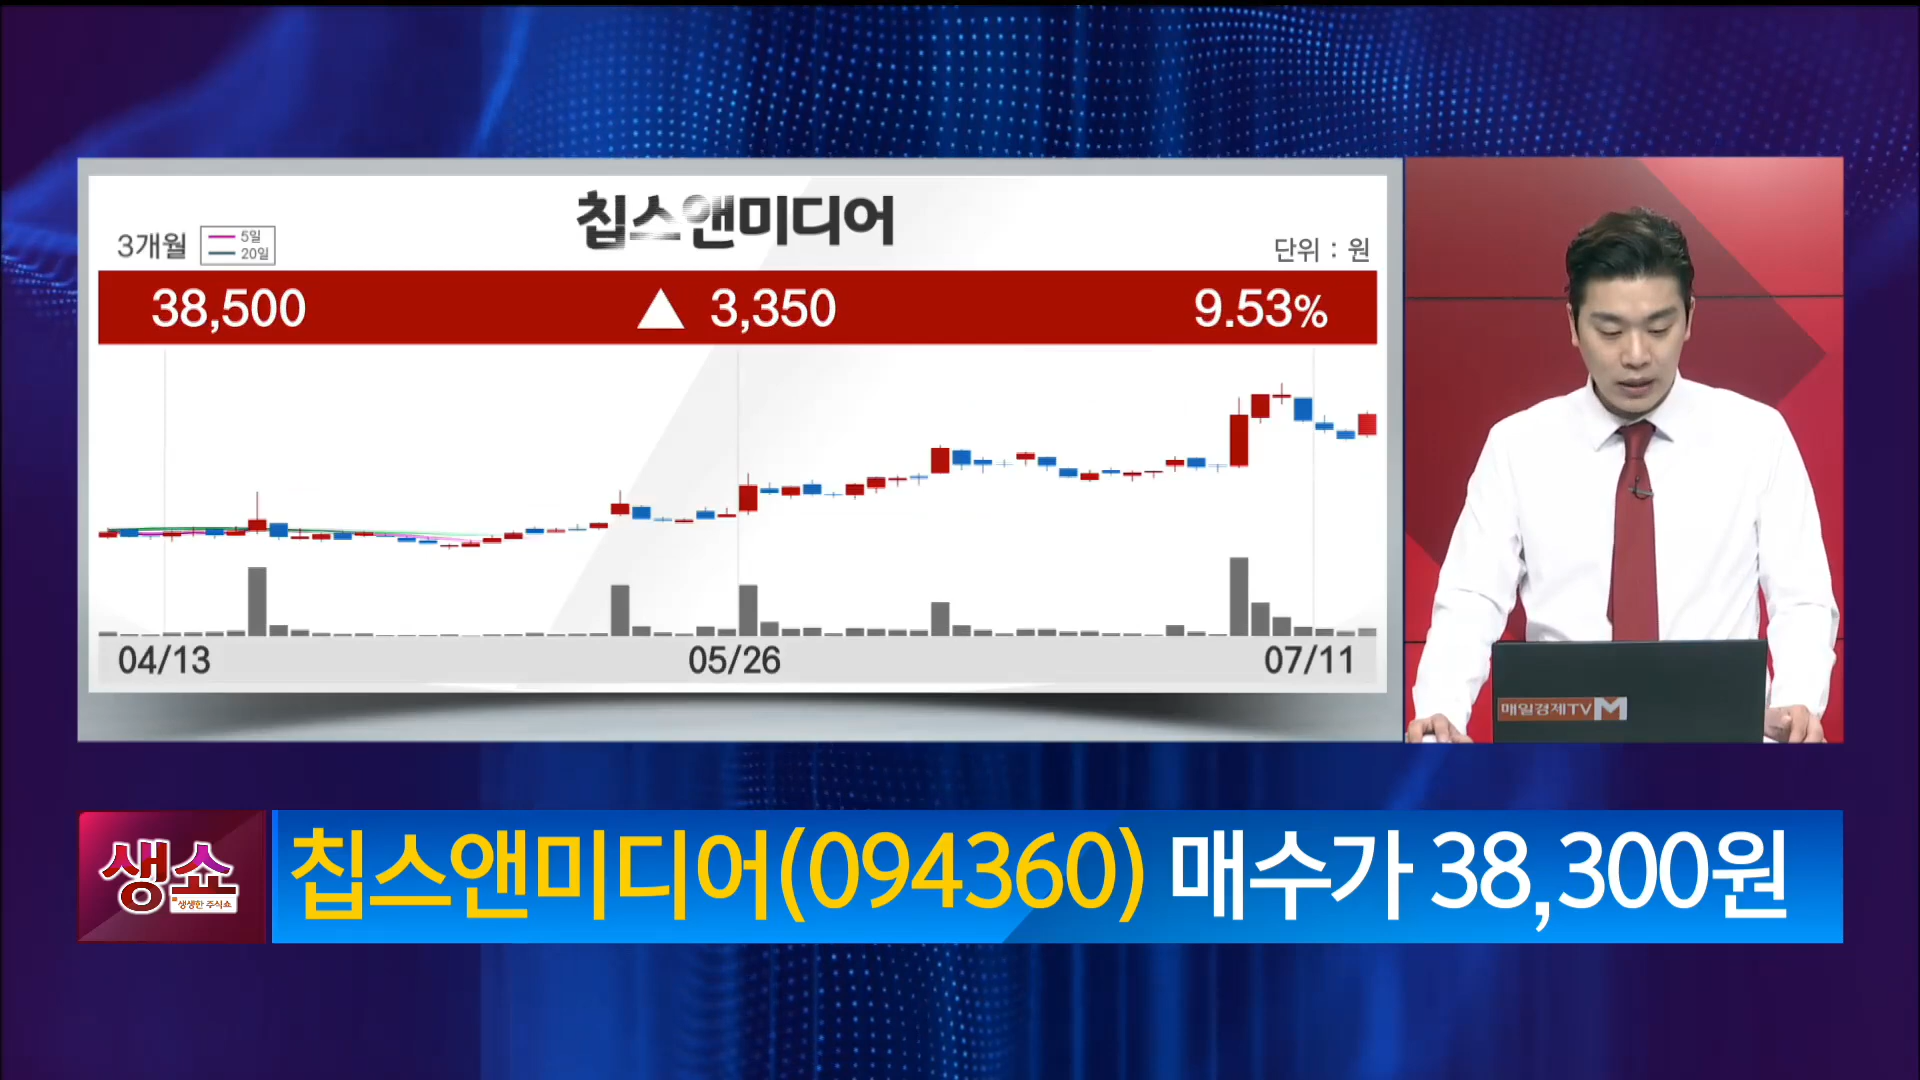 칩스앤미디어
3개월
5일
20일
단위 : 원
38,500 ▲ 3,350 9.53%
04/13 05/26 07/11
매일경제TV M
생쇼
생생한 주식쇼
칩스앤미디어(094360) 매수가 38,300원